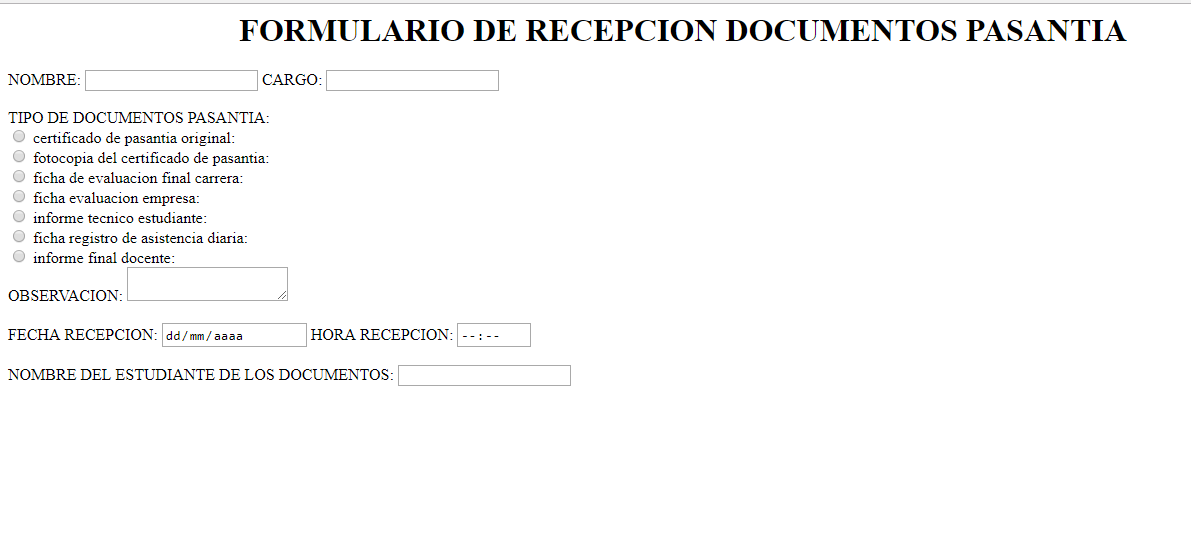 FORMULARIO DE RECEPCION DOCUMENTOS PASANTIA
NOMBRE: CARGO:
TIPO DE DOCUMENTOS PASANTIA:
certificado de pasantia original:
fotocopia del certificado de pasantia:
ficha de evaluacion final carrera:
ficha evaluacion empresa:
informe tecnico estudiante:
ficha registro de asistencia diaria:
informe final docente:
OBSERVACION:
FECHA RECEPCION: dd/mm/aaaa HORA RECEPCION: --:--
NOMBRE DEL ESTUDIANTE DE LOS DOCUMENTOS: